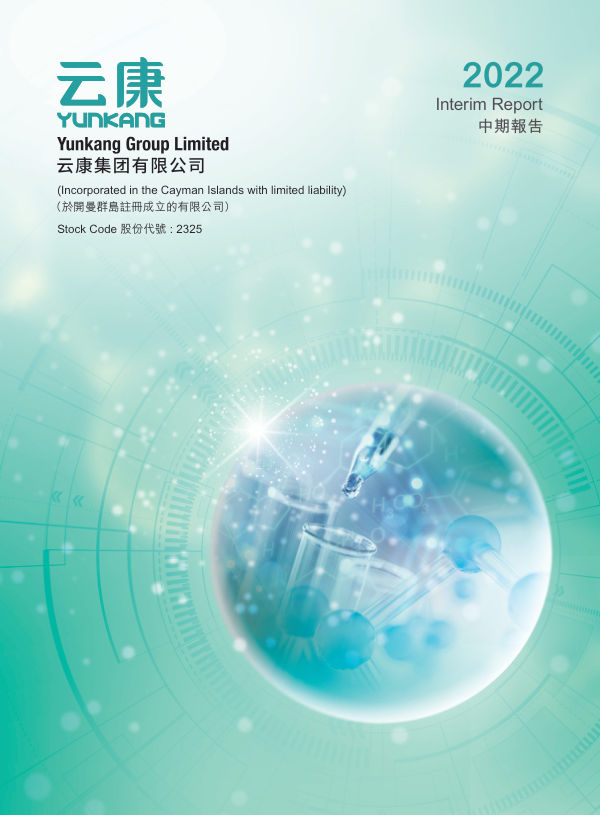 云康
YUNKANG
Yunkang Group Limited
云康集团有限公司
(Incorporated in the Cayman Islands with limited liability)
（於開曼群島註冊成立的有限公司）
Stock Code 股份代號 : 2325
2022
Interim Report
中期報告
H
H
O